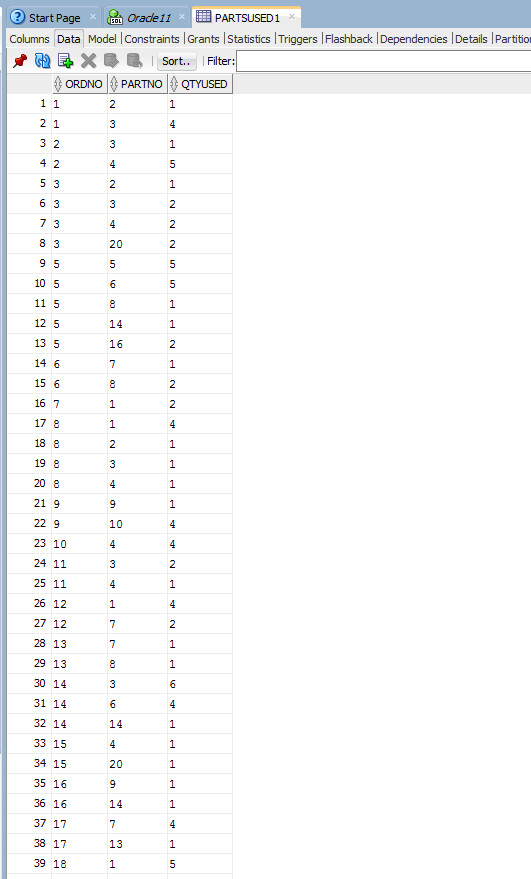 Start Page × Oracle11 × PARTSUSED1 ×
Columns Data Model Constraints Grants Statistics Triggers Flashback Dependencies Details Partition
Sort.. Filter:
ORDNO PARTNO QTYUSED
1 1 2 1
2 1 3 4
3 2 3 1
4 2 4 5
5 3 2 1
6 3 3 2
7 3 4 2
8 3 20 2
9 5 5 5
10 5 6 5
11 5 8 1
12 5 14 1
13 5 16 2
14 6 7 1
15 6 8 2
16 7 1 2
17 8 1 4
18 8 2 1
19 8 3 1
20 8 4 1
21 9 9 1
22 9 10 4
23 10 4 4
24 11 3 2
25 11 4 1
26 12 1 4
27 12 7 2
28 13 7 1
29 13 8 1
30 14 3 6
31 14 6 4
32 14 14 1
33 15 4 1
34 15 20 1
35 16 9 1
36 16 14 1
37 17 7 4
38 17 13 1
39 18 1 5